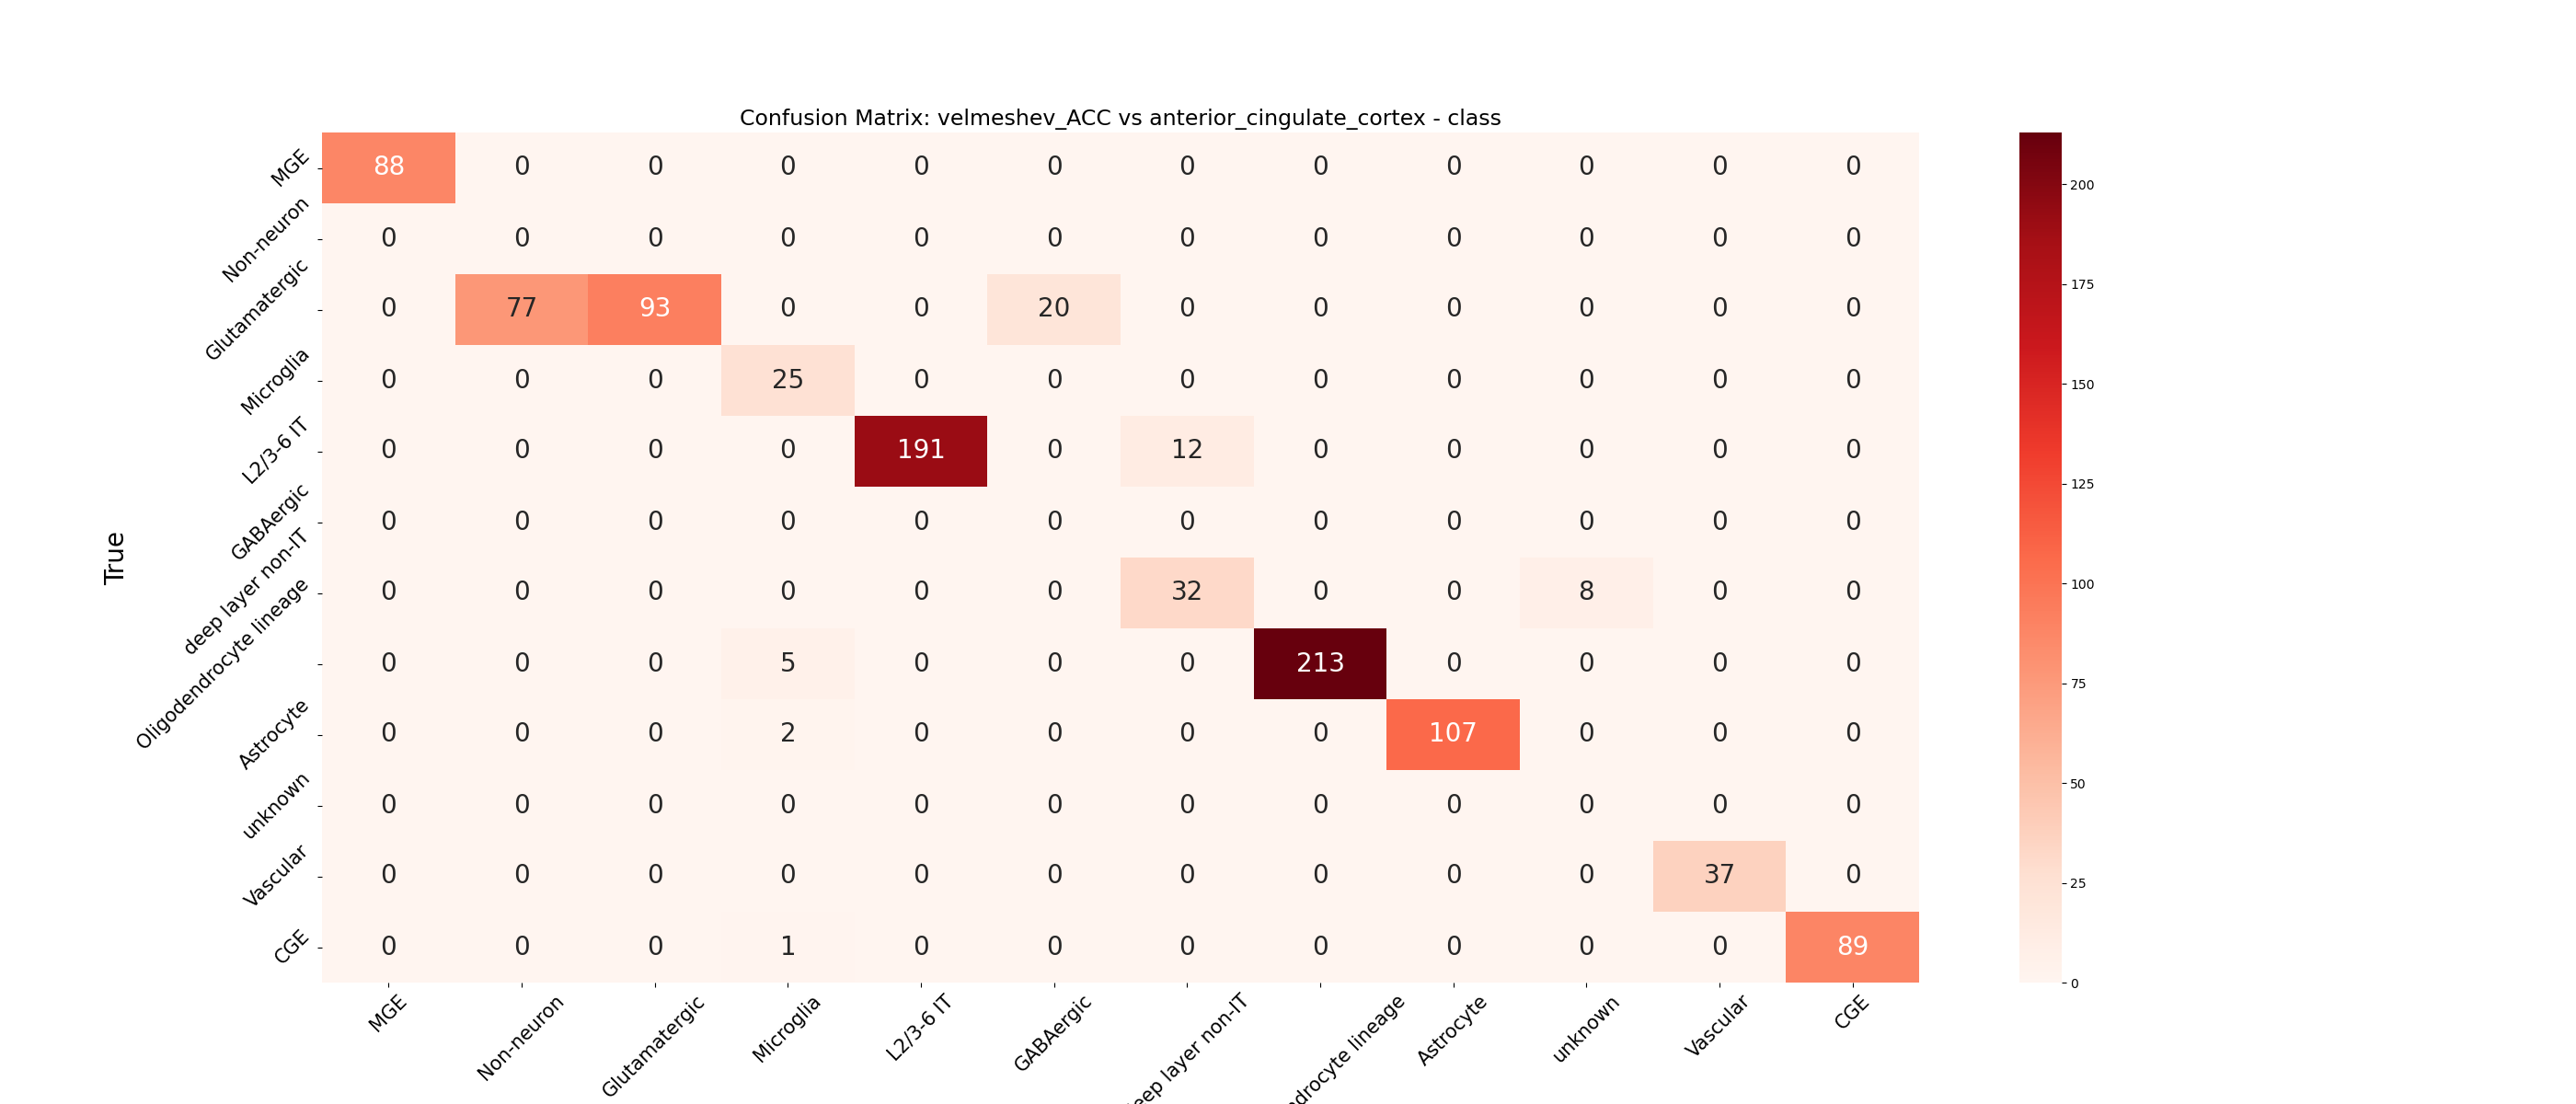 Confusion Matrix: velmeshev_ACC vs anterior_cingulate_cortex - class
True
MGE 88 0 0 0 0 0 0 0 0 0 0 0
Non-neuron 0 0 0 0 0 0 0 0 0 0 0 0
Glutamatergic 0 77 93 0 0 20 0 0 0 0 0 0
Microglia 0 0 0 25 0 0 0 0 0 0 0 0
L2/3-6 IT 0 0 0 0 191 0 12 0 0 0 0 0
GABAergic 0 0 0 0 0 0 0 0 0 0 0 0
deep layer non-IT 0 0 0 0 0 0 32 0 0 8 0 0
Oligodendrocyte lineage 0 0 0 5 0 0 0 213 0 0 0 0
Astrocyte 0 0 0 2 0 0 0 0 107 0 0 0
unknown 0 0 0 0 0 0 0 0 0 0 0 0
Vascular 0 0 0 0 0 0 0 0 0 0 37 0
CGE 0 0 0 1 0 0 0 0 0 0 0 89
MGE Non-neuron Glutamatergic Microglia L2/3-6 IT GABAergic layer non-IT lineage Astrocyte unknown Vascular CGE
200
175
150
125
100
75
50
25
0